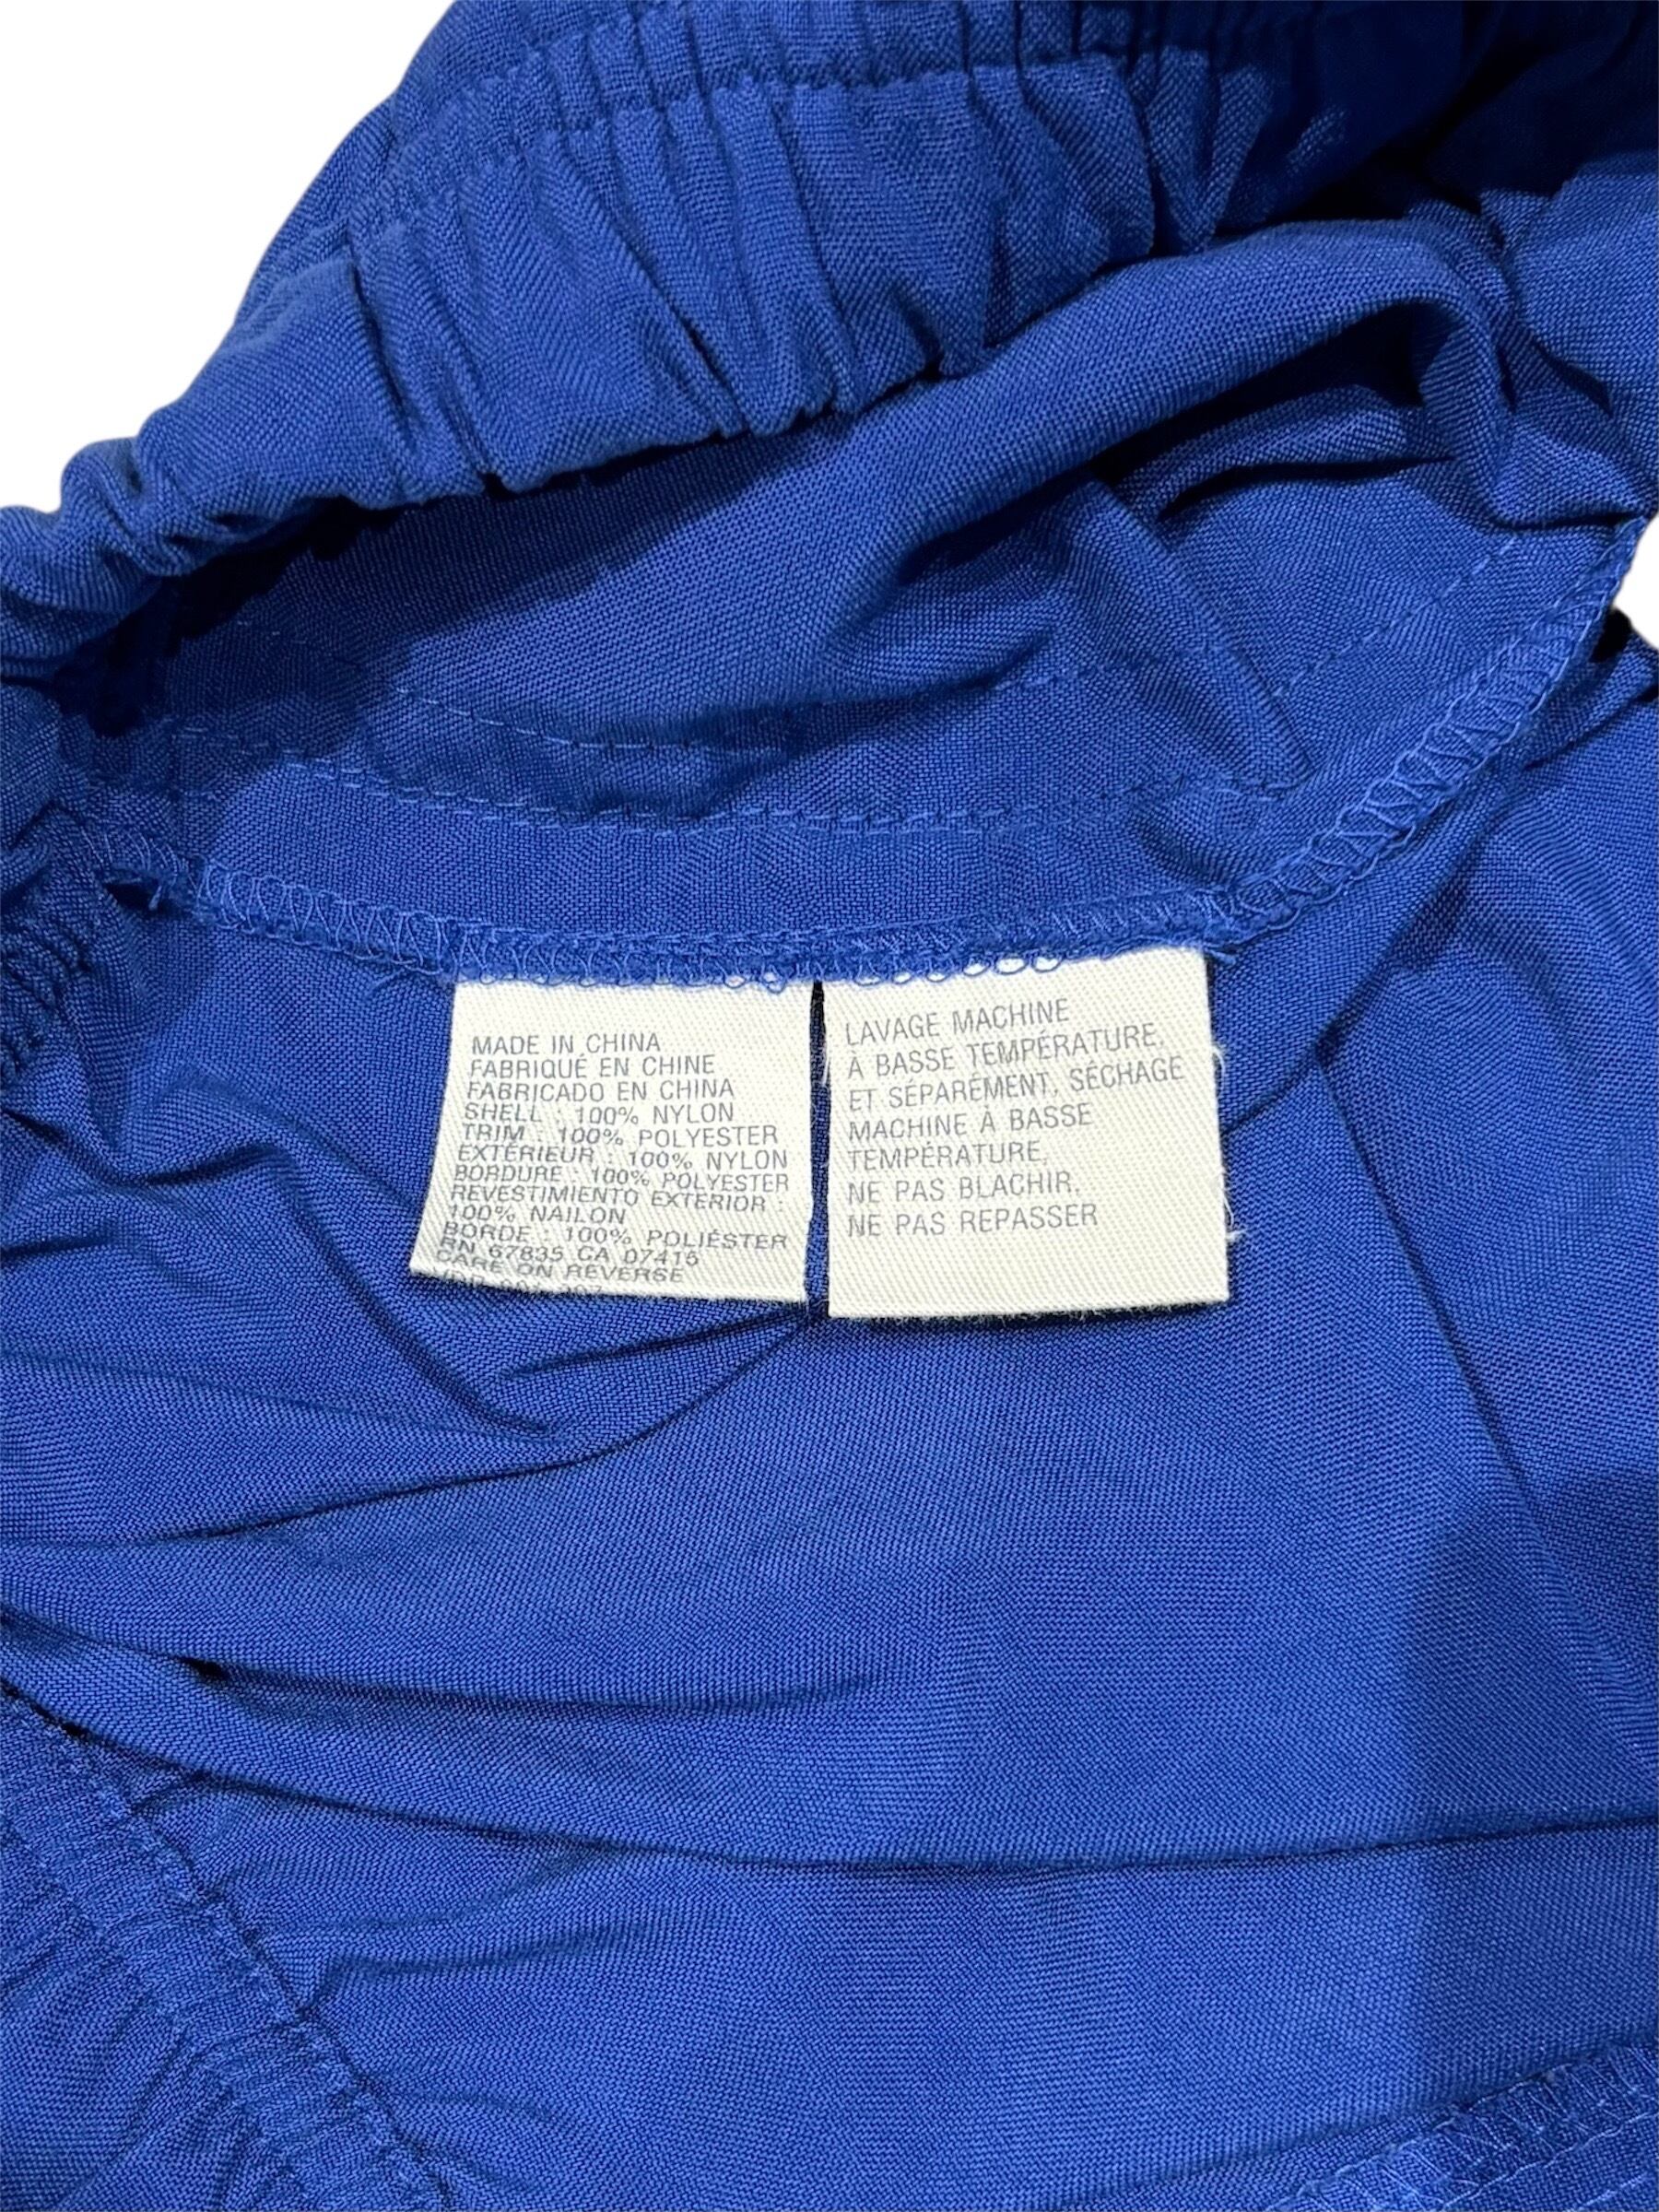 MADE IN CHINA
FABRIQUÉ EN CHINE
FABRICADO EN CHINA
SHELL : 100% NYLON
TRIM : 100% POLYESTER
EXTÉRIEUR : 100% NYLON
BORDURE : 100% POLYESTER
REVESTIMIENTO EXTERIOR :
100% NAILON
BORDE : 100% POLIÉSTER
RN 67835 CA 07415
CARE ON REVERSE
LAVAGE MACHINE
À BASSE TEMPÉRATURE,
ET SÉPARÉMENT, SÉCHAGE
MACHINE À BASSE
TEMPÉRATURE,
NE PAS BLACHIR,
NE PAS REPASSER